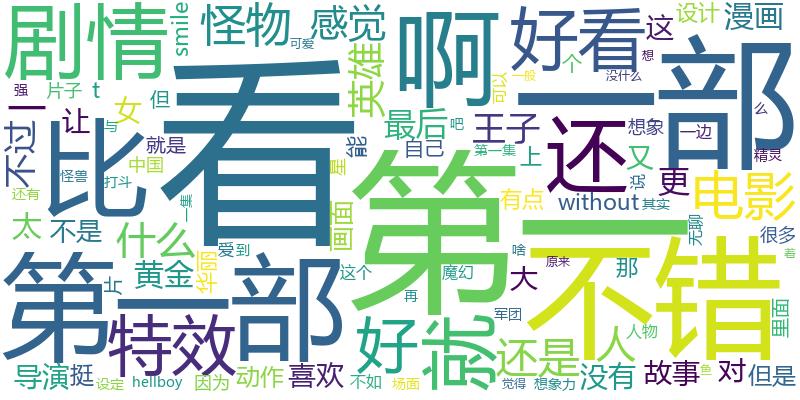 剧情
smile
怪物
可爱
感觉
英雄
啊
好看
个
这
设计
漫画
想
没什么
强
片子
t
一
让
女
但
与
就是
中国
不过
比
看
星
能
最后
吧
自己
可以
一般
王子
第一集
上
一部
还
想象
又
说
一边
么
精灵
更
电影
怪兽
打斗
一集
还有
太
不是
什么
画面
第一
有点
without
其实
无聊
很多
着
第一部
片
黄金
华丽
爱到
这个
魔幻
再
啥
原来
大
那
里面
不错
特效
好
就
军团
还是
人
人物
导演
挺
设定
hellboy
因为
动作
喜欢
不如
场面
觉得
想象力
没有
故事
鱼
对
但是